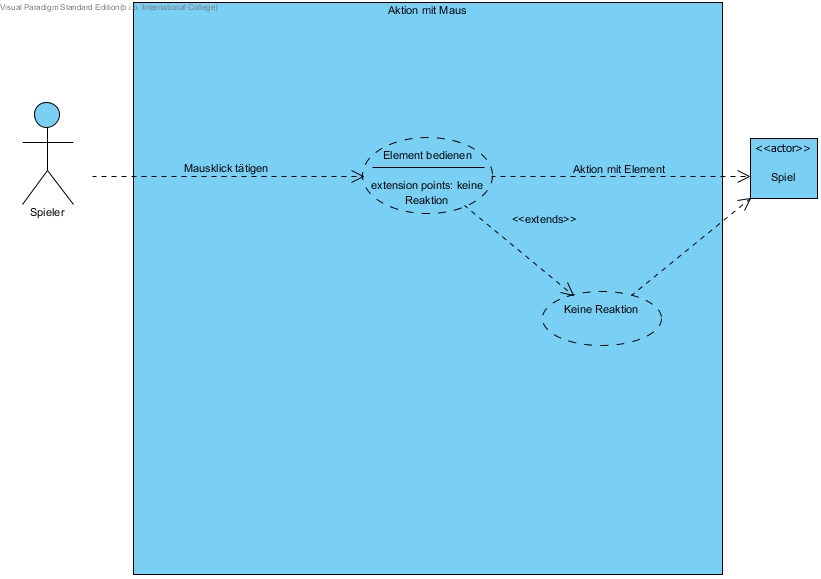 Visual Paradigm Standard Edition(b.i.b. International College)
Aktion mit Maus
Spieler
Mausklick tätigen
Element bedienen
extension points: keine
Reaktion
Aktion mit Element
<<actor>>
Spiel
<<extends>>
Keine Reaktion